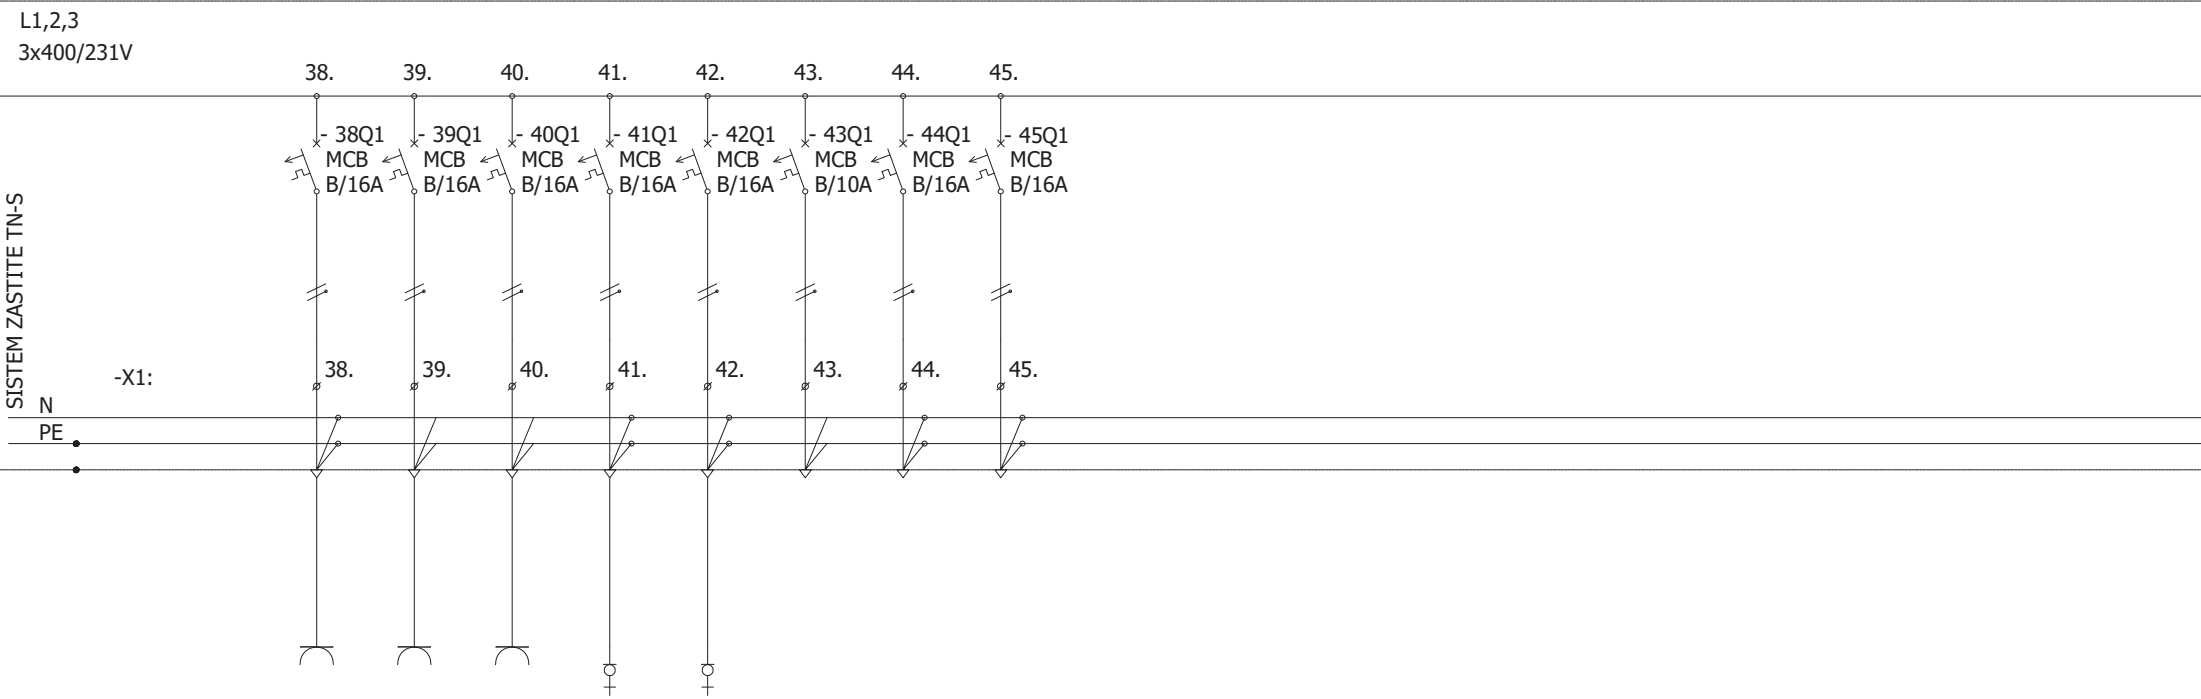 L1,2,3
3x400/231V
38. 39. 40. 41. 42. 43. 44. 45.
- 38Q1 - 39Q1 - 40Q1 - 41Q1 - 42Q1 - 43Q1 - 44Q1 - 45Q1
MCB MCB MCB MCB MCB MCB MCB MCB
B/16A B/16A B/16A B/16A B/16A B/10A B/16A B/16A
SISTEM ZASTITE TN-S
-X1: 38. 39. 40. 41. 42. 43. 44. 45.
N
PE